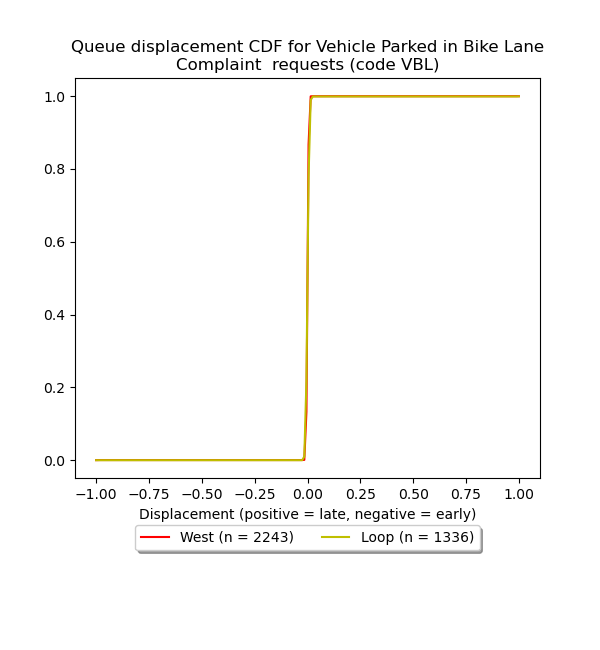 Queue displacement CDF for Vehicle Parked in Bike Lane
Complaint  requests (code VBL)
1.0
0.8
0.6
0.4
0.2
0.0
−1.00 −0.75 −0.50 −0.25 0.00 0.25 0.50 0.75 1.00
Displacement (positive = late, negative = early)
West (n = 2243) Loop (n = 1336)